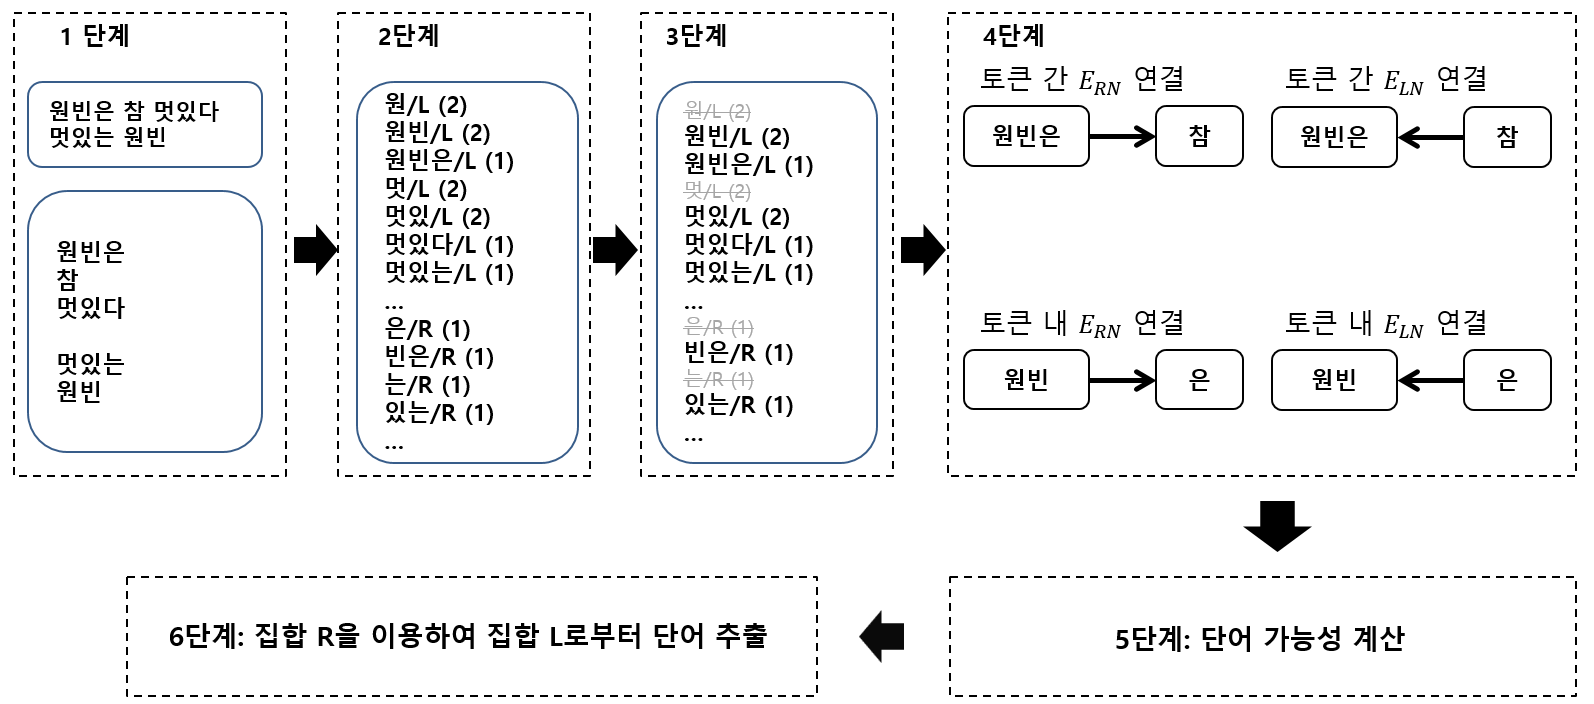 1 단계
원빈은 참 멋있다
멋있는 원빈
원빈은
참
멋있다
멋있는
원빈
2단계
원/L (2)
원빈/L (2)
원빈은/L (1)
멋/L (2)
멋있/L (2)
멋있다/L (1)
멋있는/L (1)
...
은/R (1)
빈은/R (1)
는/R (1)
있는/R (1)
...
3단계
원/L (2)
원빈/L (2)
원빈은/L (1)
멋/L (2)
멋있/L (2)
멋있다/L (1)
멋있는/L (1)
...
은/R (1)
빈은/R (1)
는/R (1)
있는/R (1)
...
4단계
토큰 간 E_RN 연결
원빈은 참
토큰 간 E_LN 연결
원빈은 참
토큰 내 E_RN 연결
원빈 은
토큰 내 E_LN 연결
원빈 은
5단계: 단어 가능성 계산
6단계: 집합 R을 이용하여 집합 L로부터 단어 추출